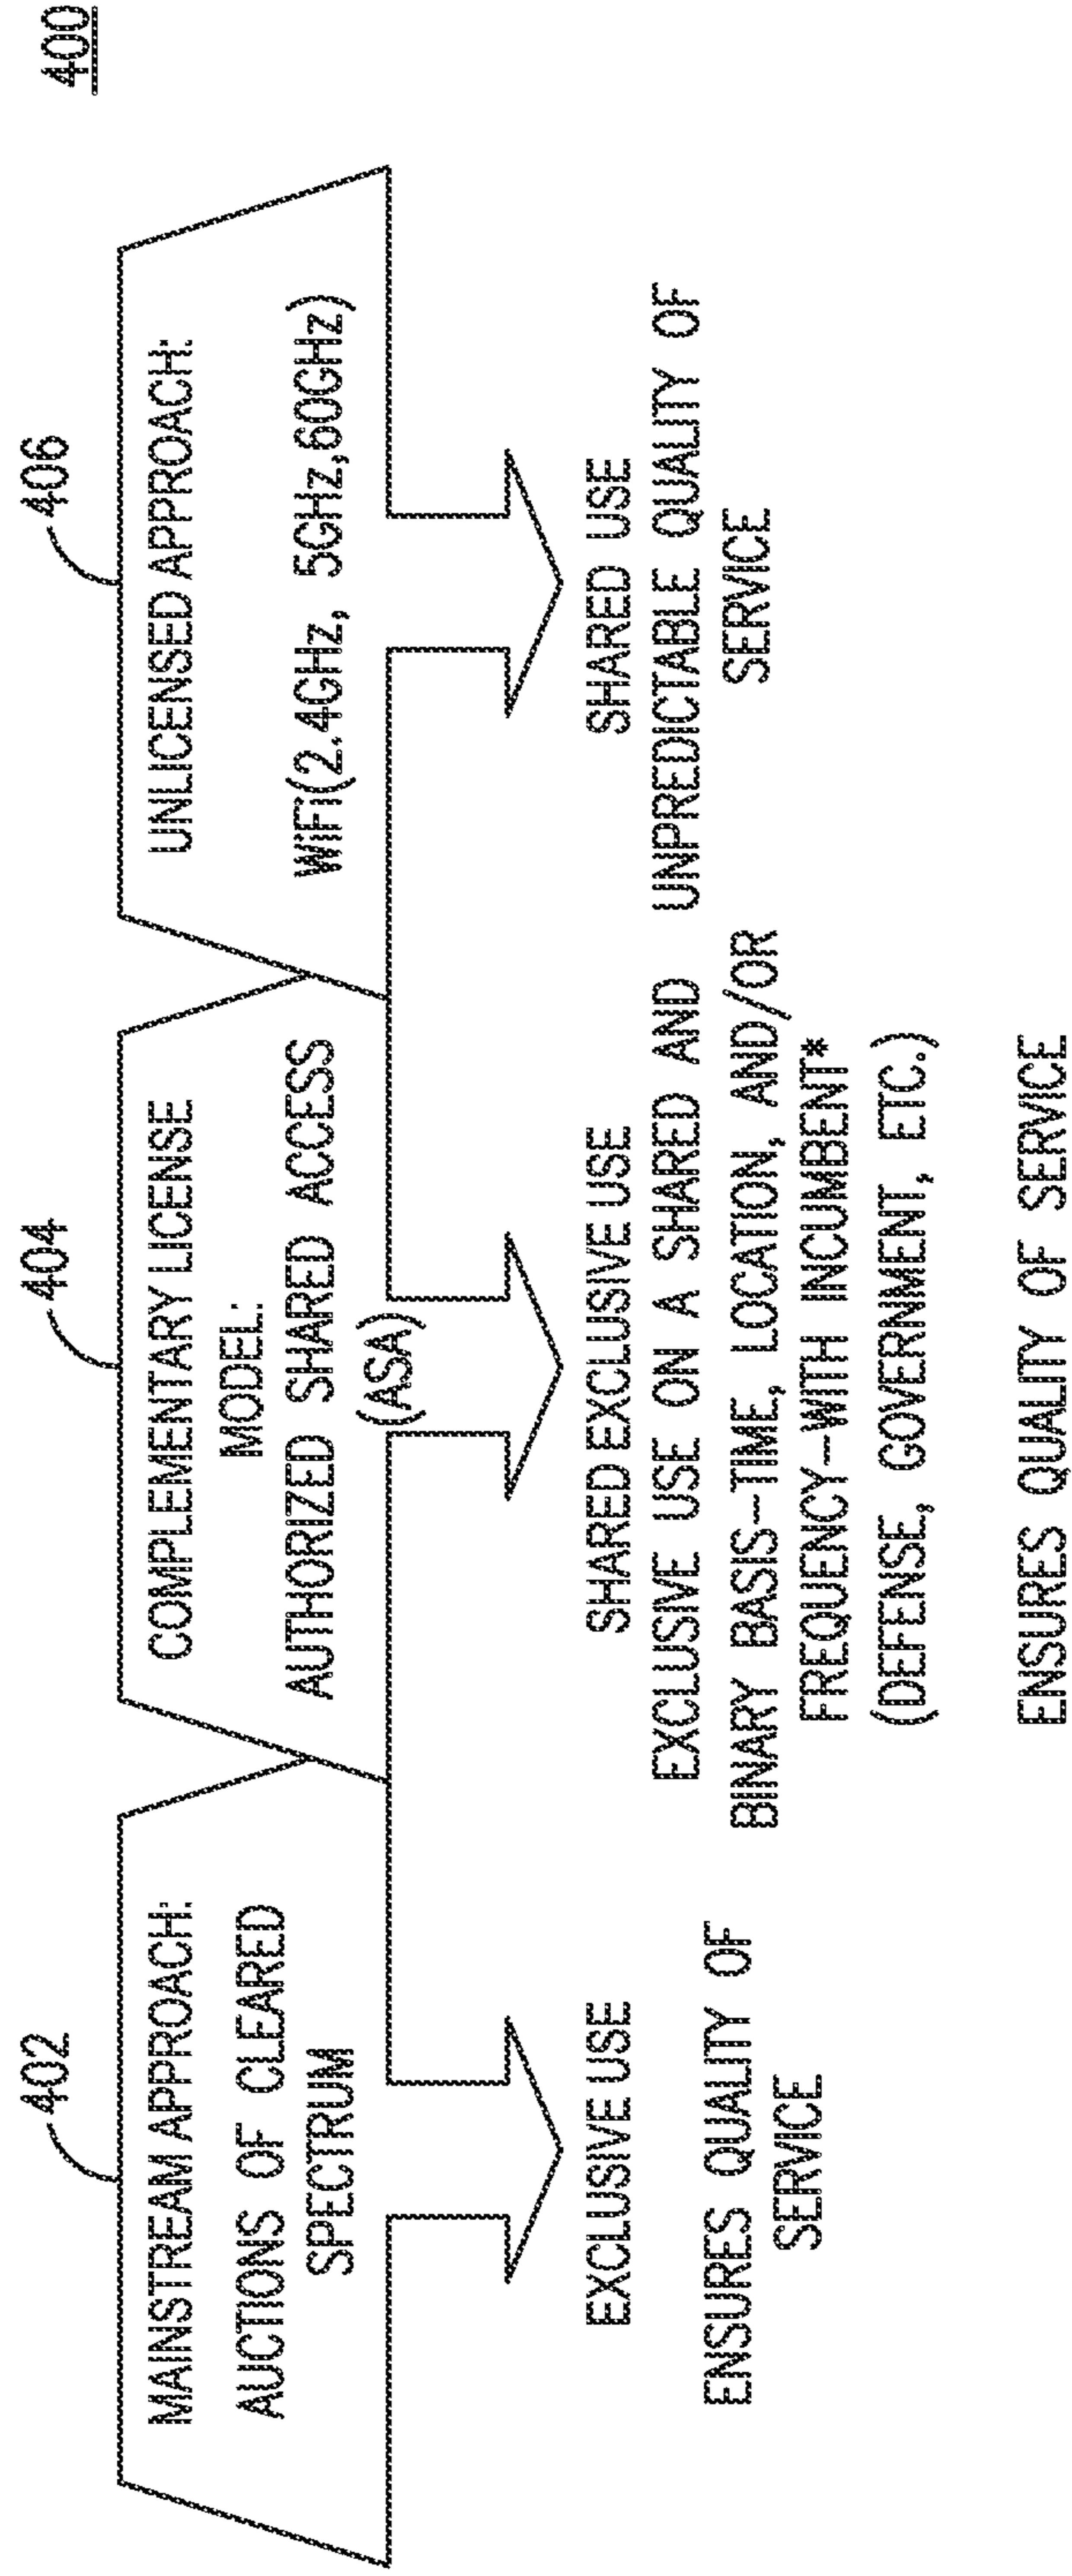 400
402
MAINSTREAM APPROACH:
AUCTIONS OF CLEARED
SPECTRUM
EXCLUSIVE USE
ENSURES QUALITY OF
SERVICE
404
COMPLEMENTARY LICENSE
MODEL:
AUTHORIZED SHARED ACCESS
(ASA)
SHARED EXCLUSIVE USE
EXCLUSIVE USE ON A SHARED AND
BINARY BASIS--TIME, LOCATION, AND/OR
FREQUENCY--WITH INCUMBENT*
(DEFENSE, GOVERNMENT, ETC.)
ENSURES QUALITY OF SERVICE
406
UNLICENSED APPROACH:
WiFi(2.4GHz, 5GHz,60GHz)
SHARED USE
UNPREDICTABLE QUALITY OF
SERVICE